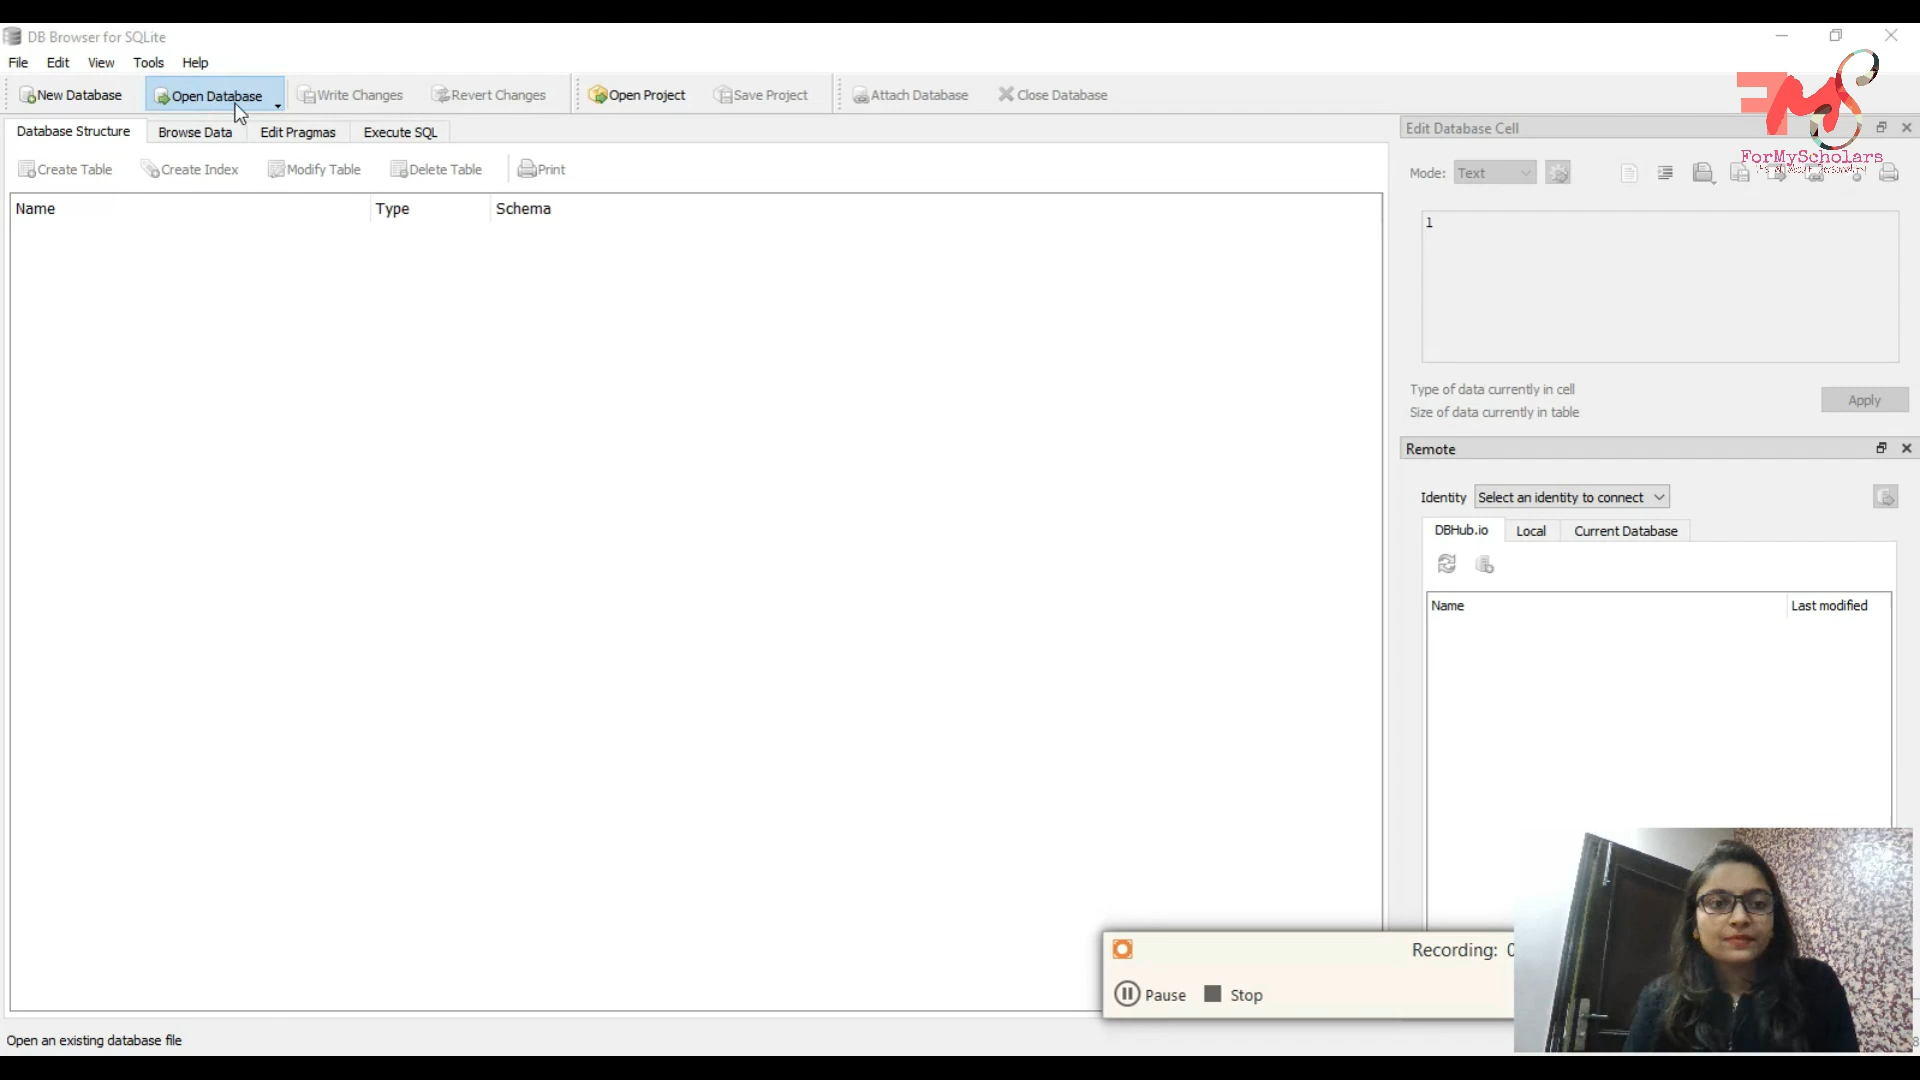 DB Browser for SQLite
File Edit View Tools Help
New Database Open Database Write Changes Revert Changes Open Project Save Project Attach Database Close Database
Database Structure Browse Data Edit Pragmas Execute SQL
Create Table Create Index Modify Table Delete Table Print
Name Type Schema
Edit Database Cell
FMS
ForMyScholars
Mode: Text
1
Type of data currently in cell
Size of data currently in table
Apply
Remote
Identity Select an identity to connect
DBHub.io Local Current Database
Name Last modified
Recording: 0
Pause Stop
Open an existing database file